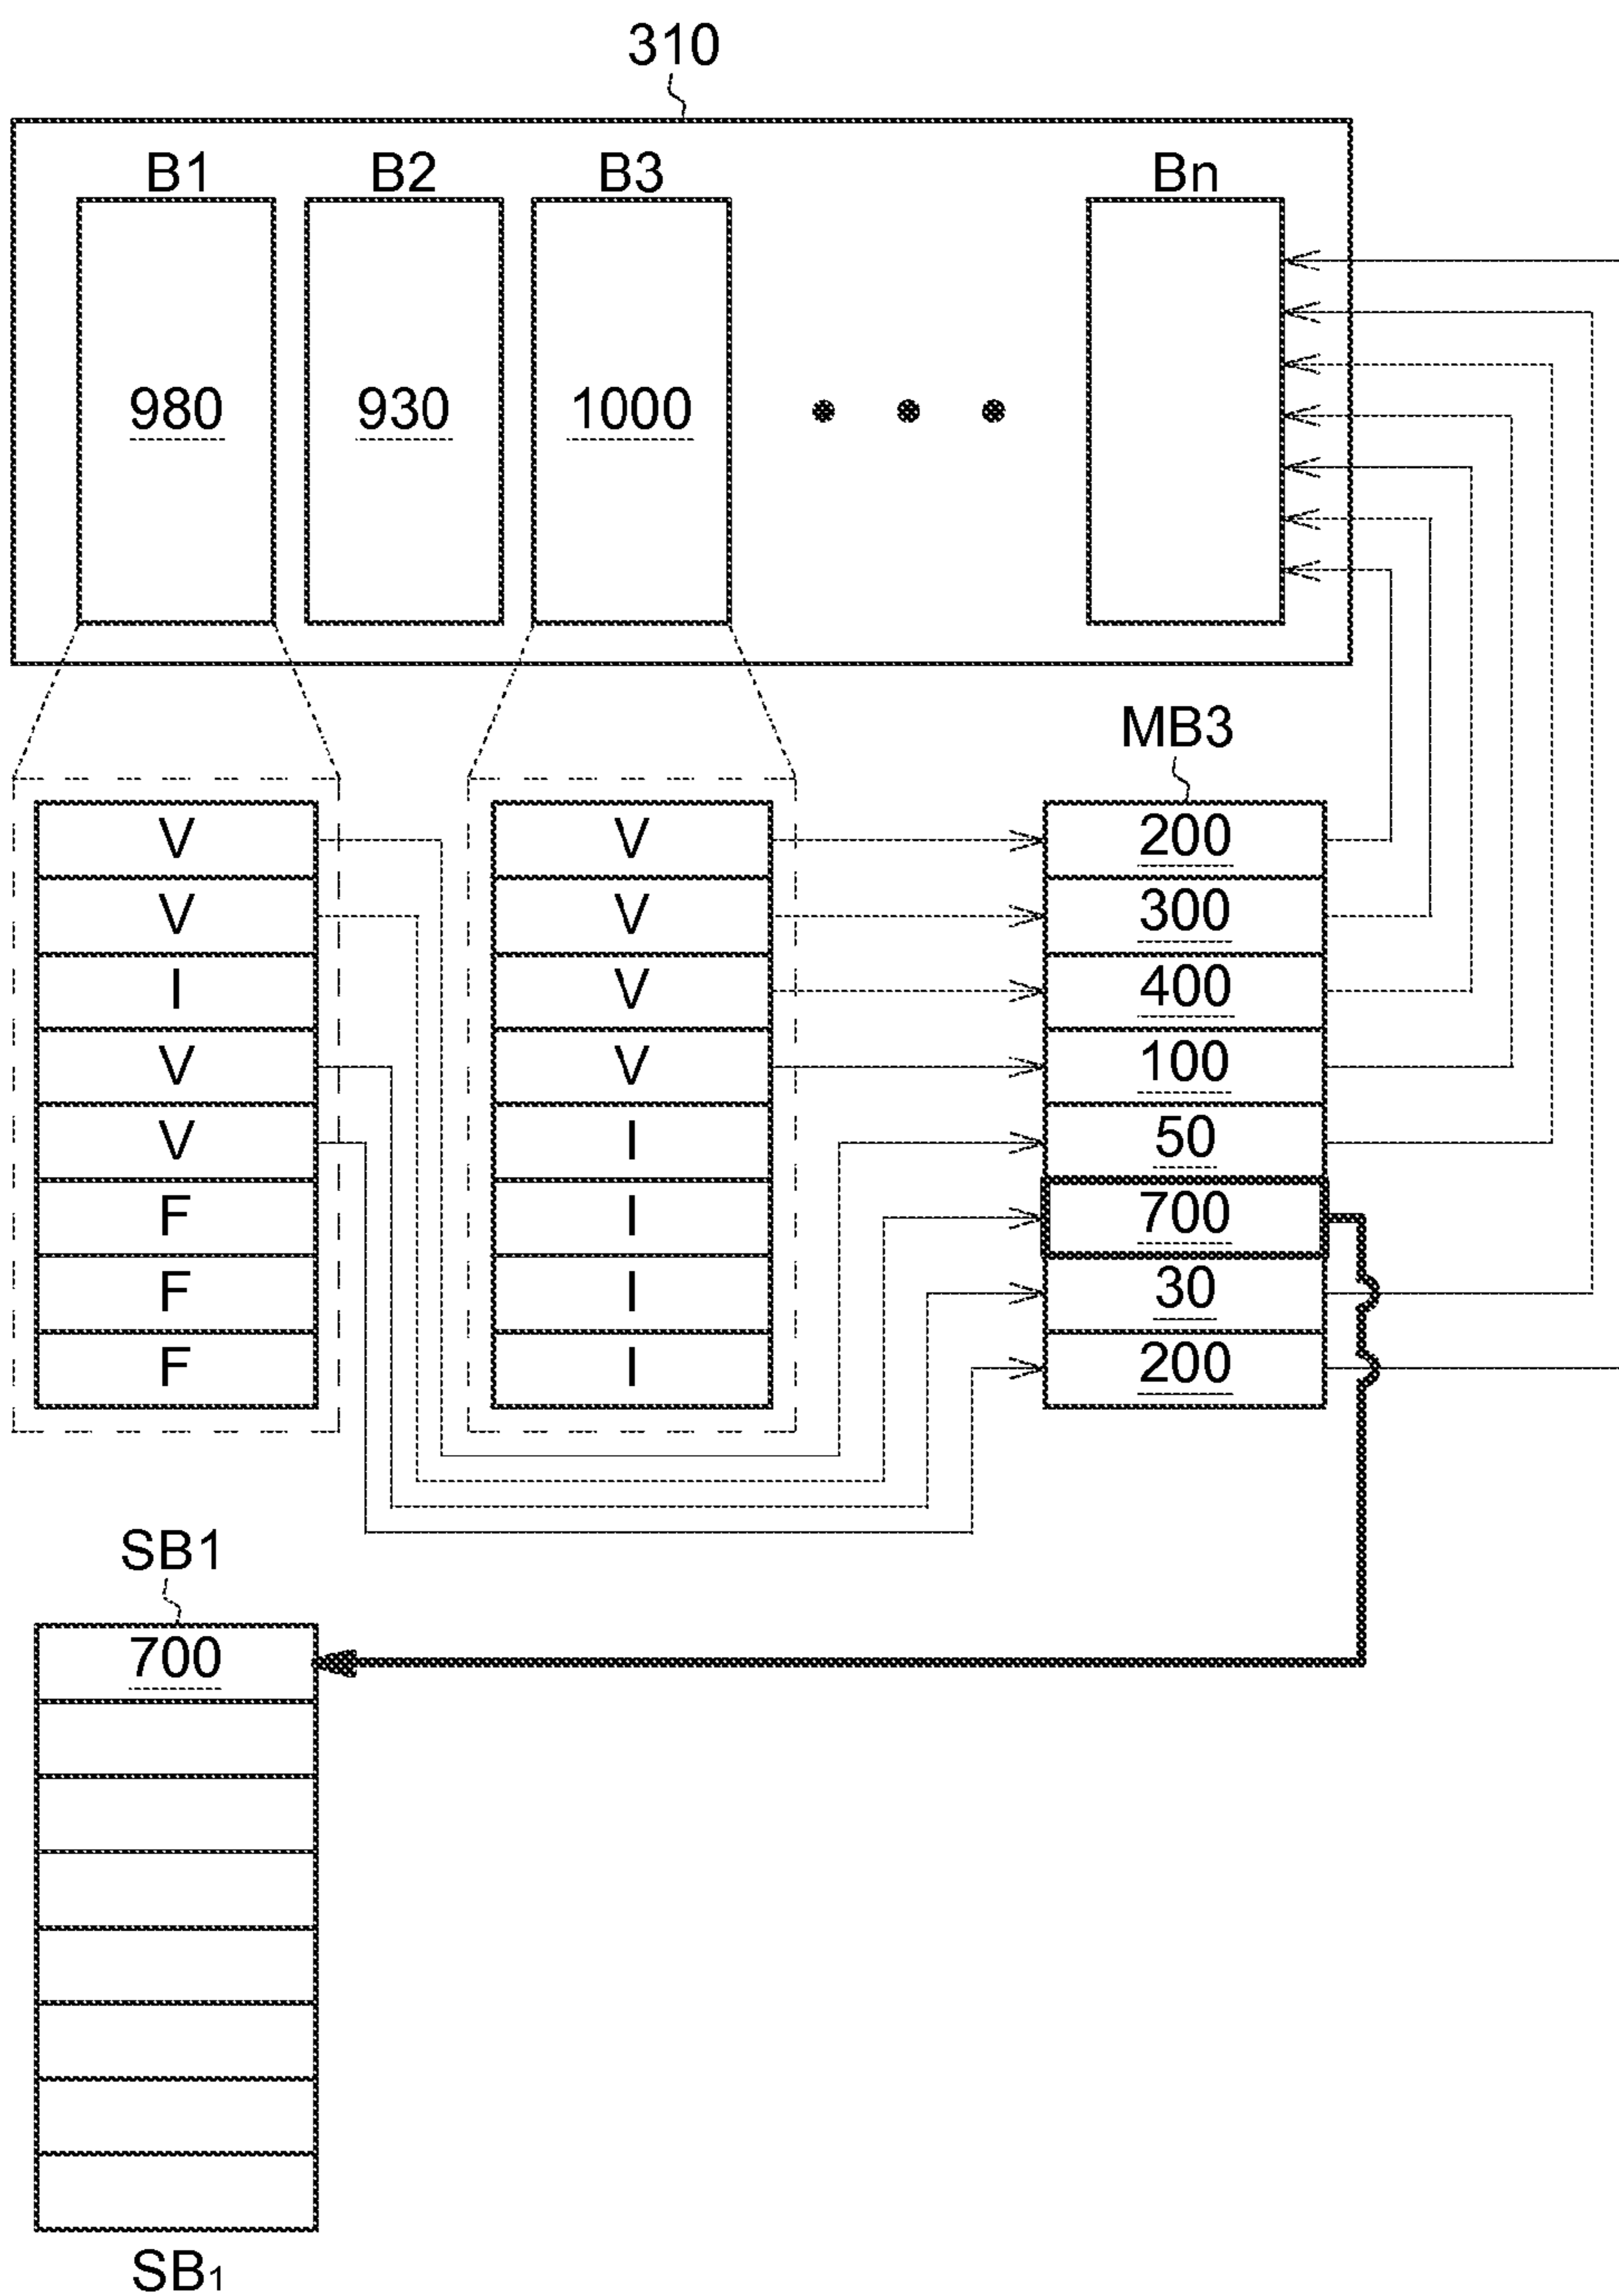 310
B1 B2 B3 Bn
980 930 1000
MB3
V V 200
V V 300
I V 400
V V 100
V I 50
F I 700
F I 30
F I 200
SB1
700
SB1